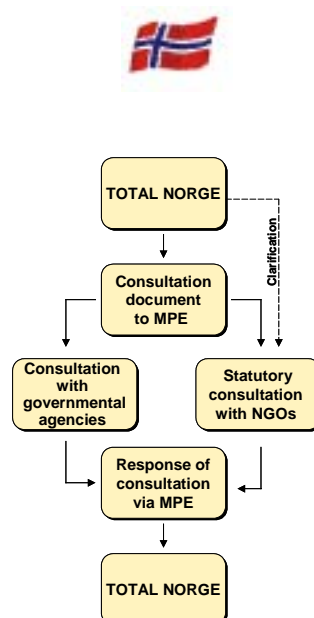 TOTAL NORGE
Clarification
Consultation
document
to MPE
Consultation
with
governmental
agencies
Statutory
consultation
with NGOs
Response of
consultation
via MPE
TOTAL NORGE